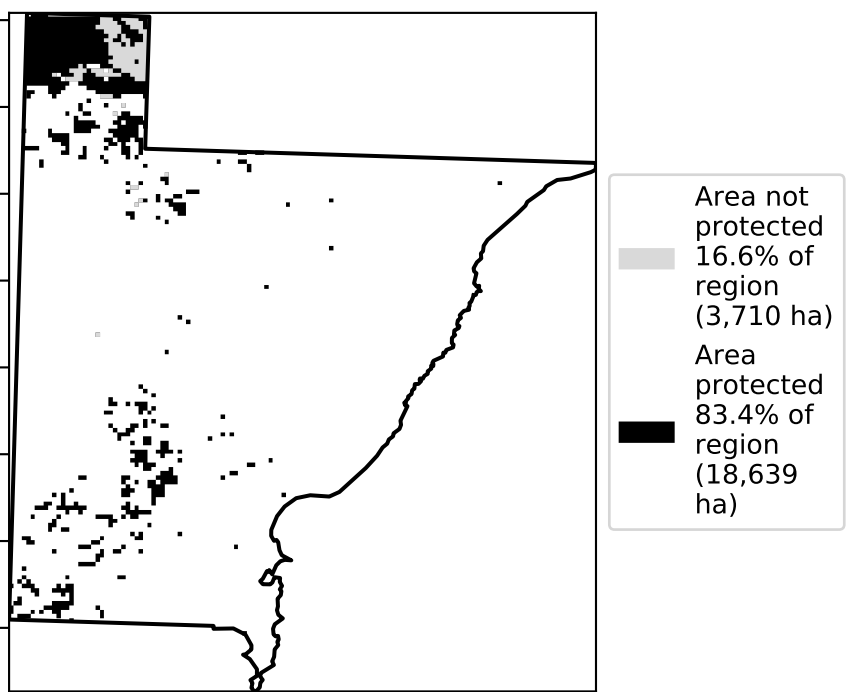 Area not
protected
16.6% of
region
(3,710 ha)
Area
protected
83.4% of
region
(18,639
ha)